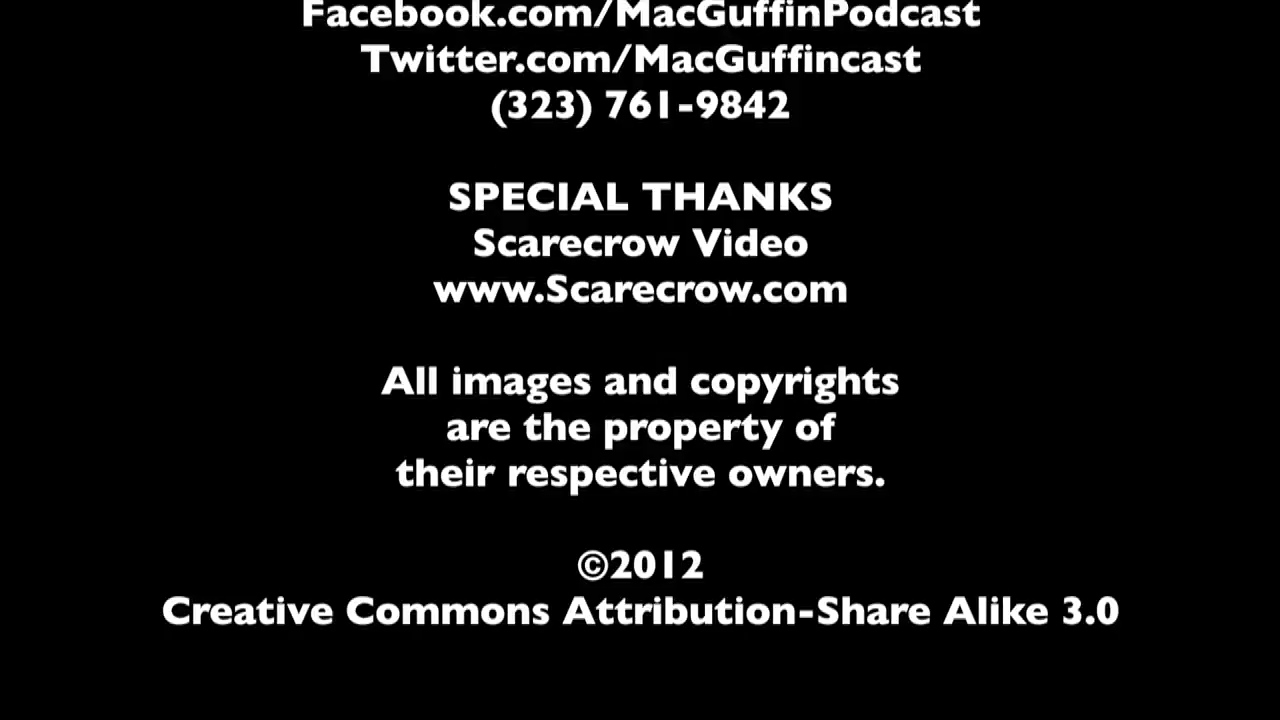 Facebook.com/MacGuffinPodcast
Twitter.com/MacGuffincast
(323) 761-9842
SPECIAL THANKS
Scarecrow Video
www.Scarecrow.com
All images and copyrights
are the property of
their respective owners.
©2012
Creative Commons Attribution-Share Alike 3.0